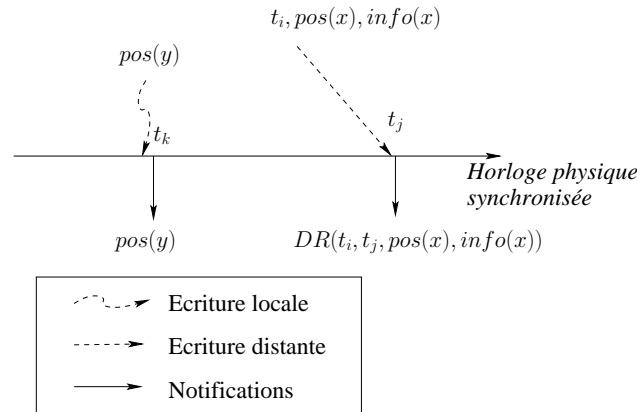 t_i, pos(x), info(x)
pos(y)
t_k
t_j
Horloge physique
synchronisée
pos(y)
DR(t_i, t_j, pos(x), info(x))
Ecriture locale
Ecriture distante
Notifications